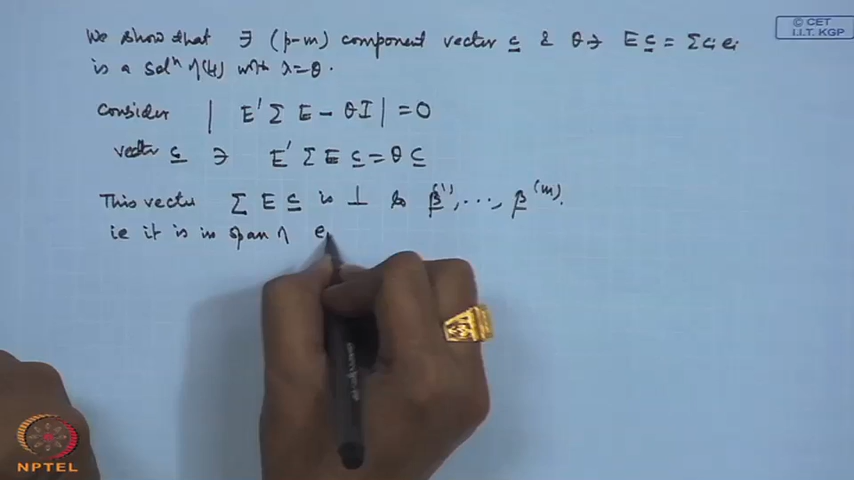 We show that ∃ (p-m) component vector c & θ ∋ E c = Σ ci ei
is a solⁿ of (4) with λ=θ.
© CET
I.I.T. KGP
consider | E' Σ E - θI | = 0
vector c ∋ E' Σ E c = θ c
This vector Σ E c is ⊥ to β⁽¹⁾, ..., β⁽ᵐ⁾.
ie it is in span of e
NPTEL